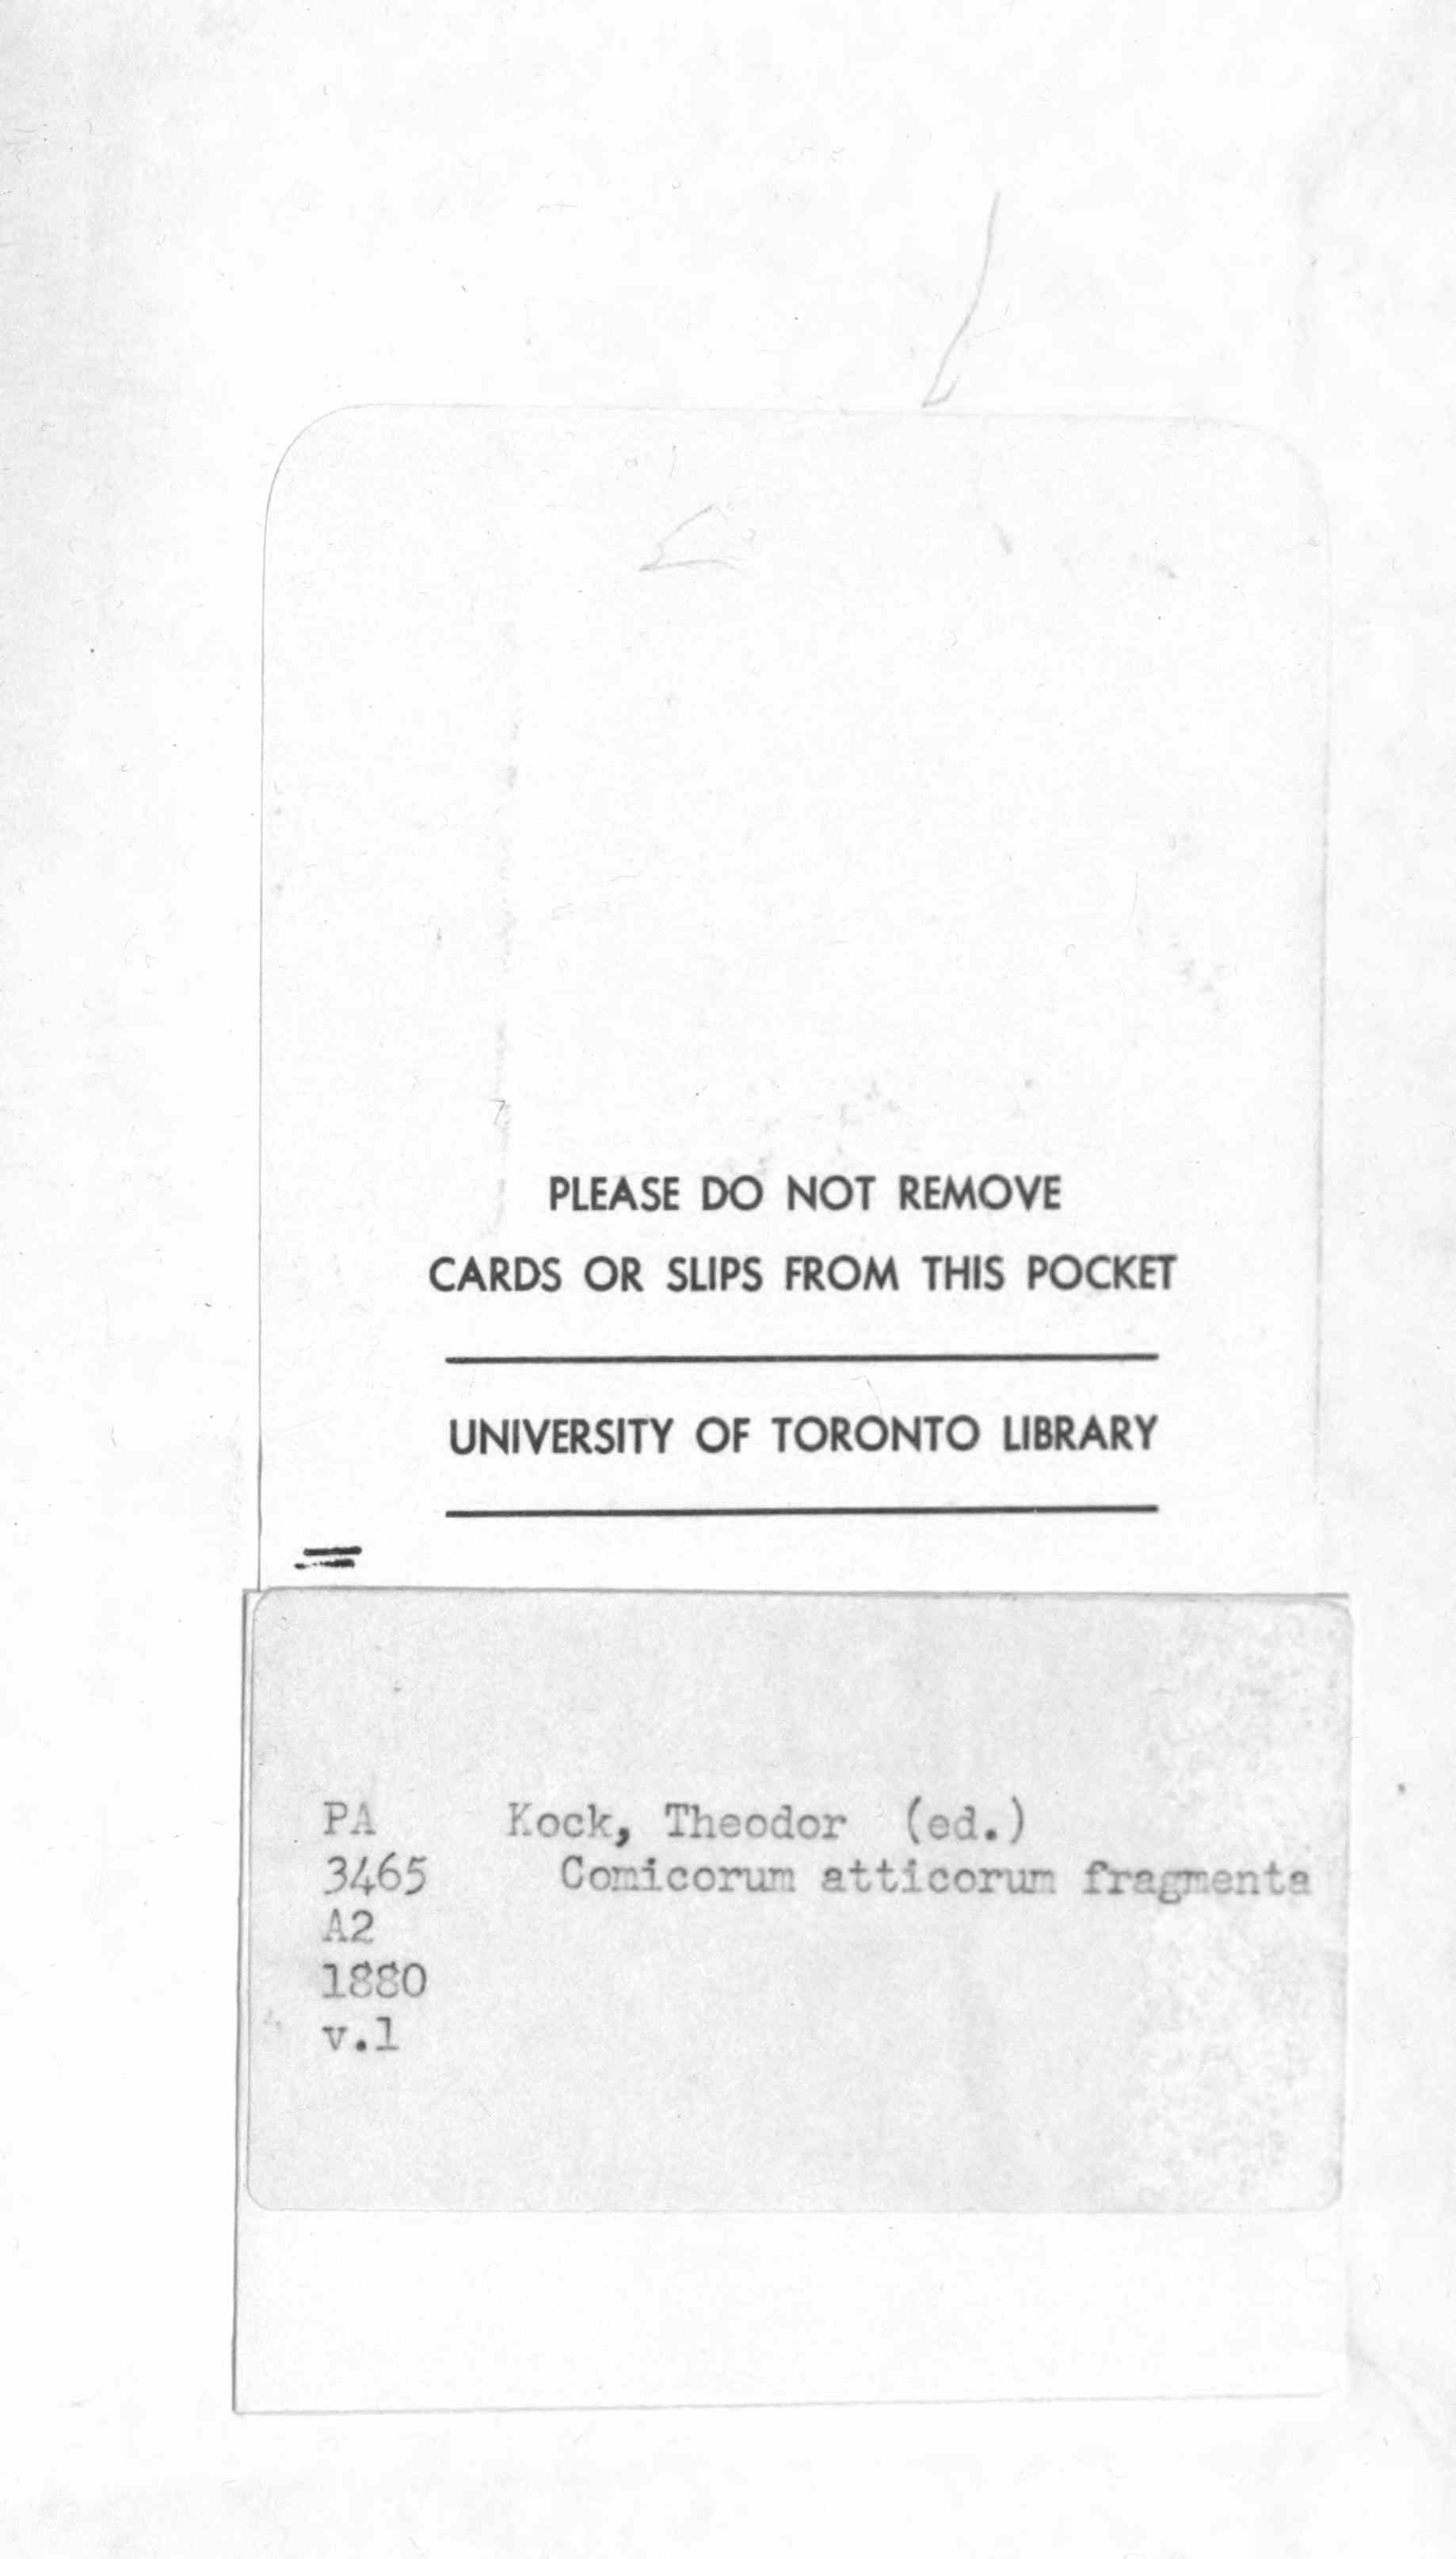 PLEASE DO NOT REMOVE
CARDS OR SLIPS FROM THIS POCKET
UNIVERSITY OF TORONTO LIBRARY
PA Kock, Theodor (ed.)
3465 Comicorum atticorum fragmenta
A2
1880
v.1